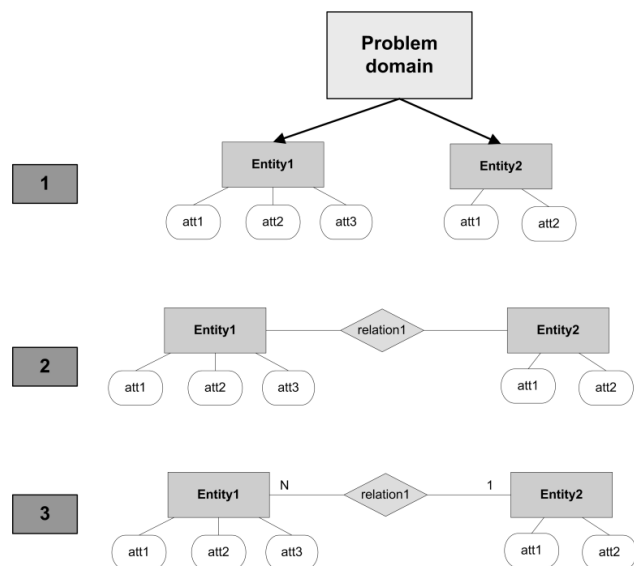 Problem
domain
1
Entity1
Entity2
att1 att2 att3 att1 att2
2
Entity1 relation1 Entity2
att1 att2 att3 att1 att2
3
Entity1 N relation1 1 Entity2
att1 att2 att3 att1 att2